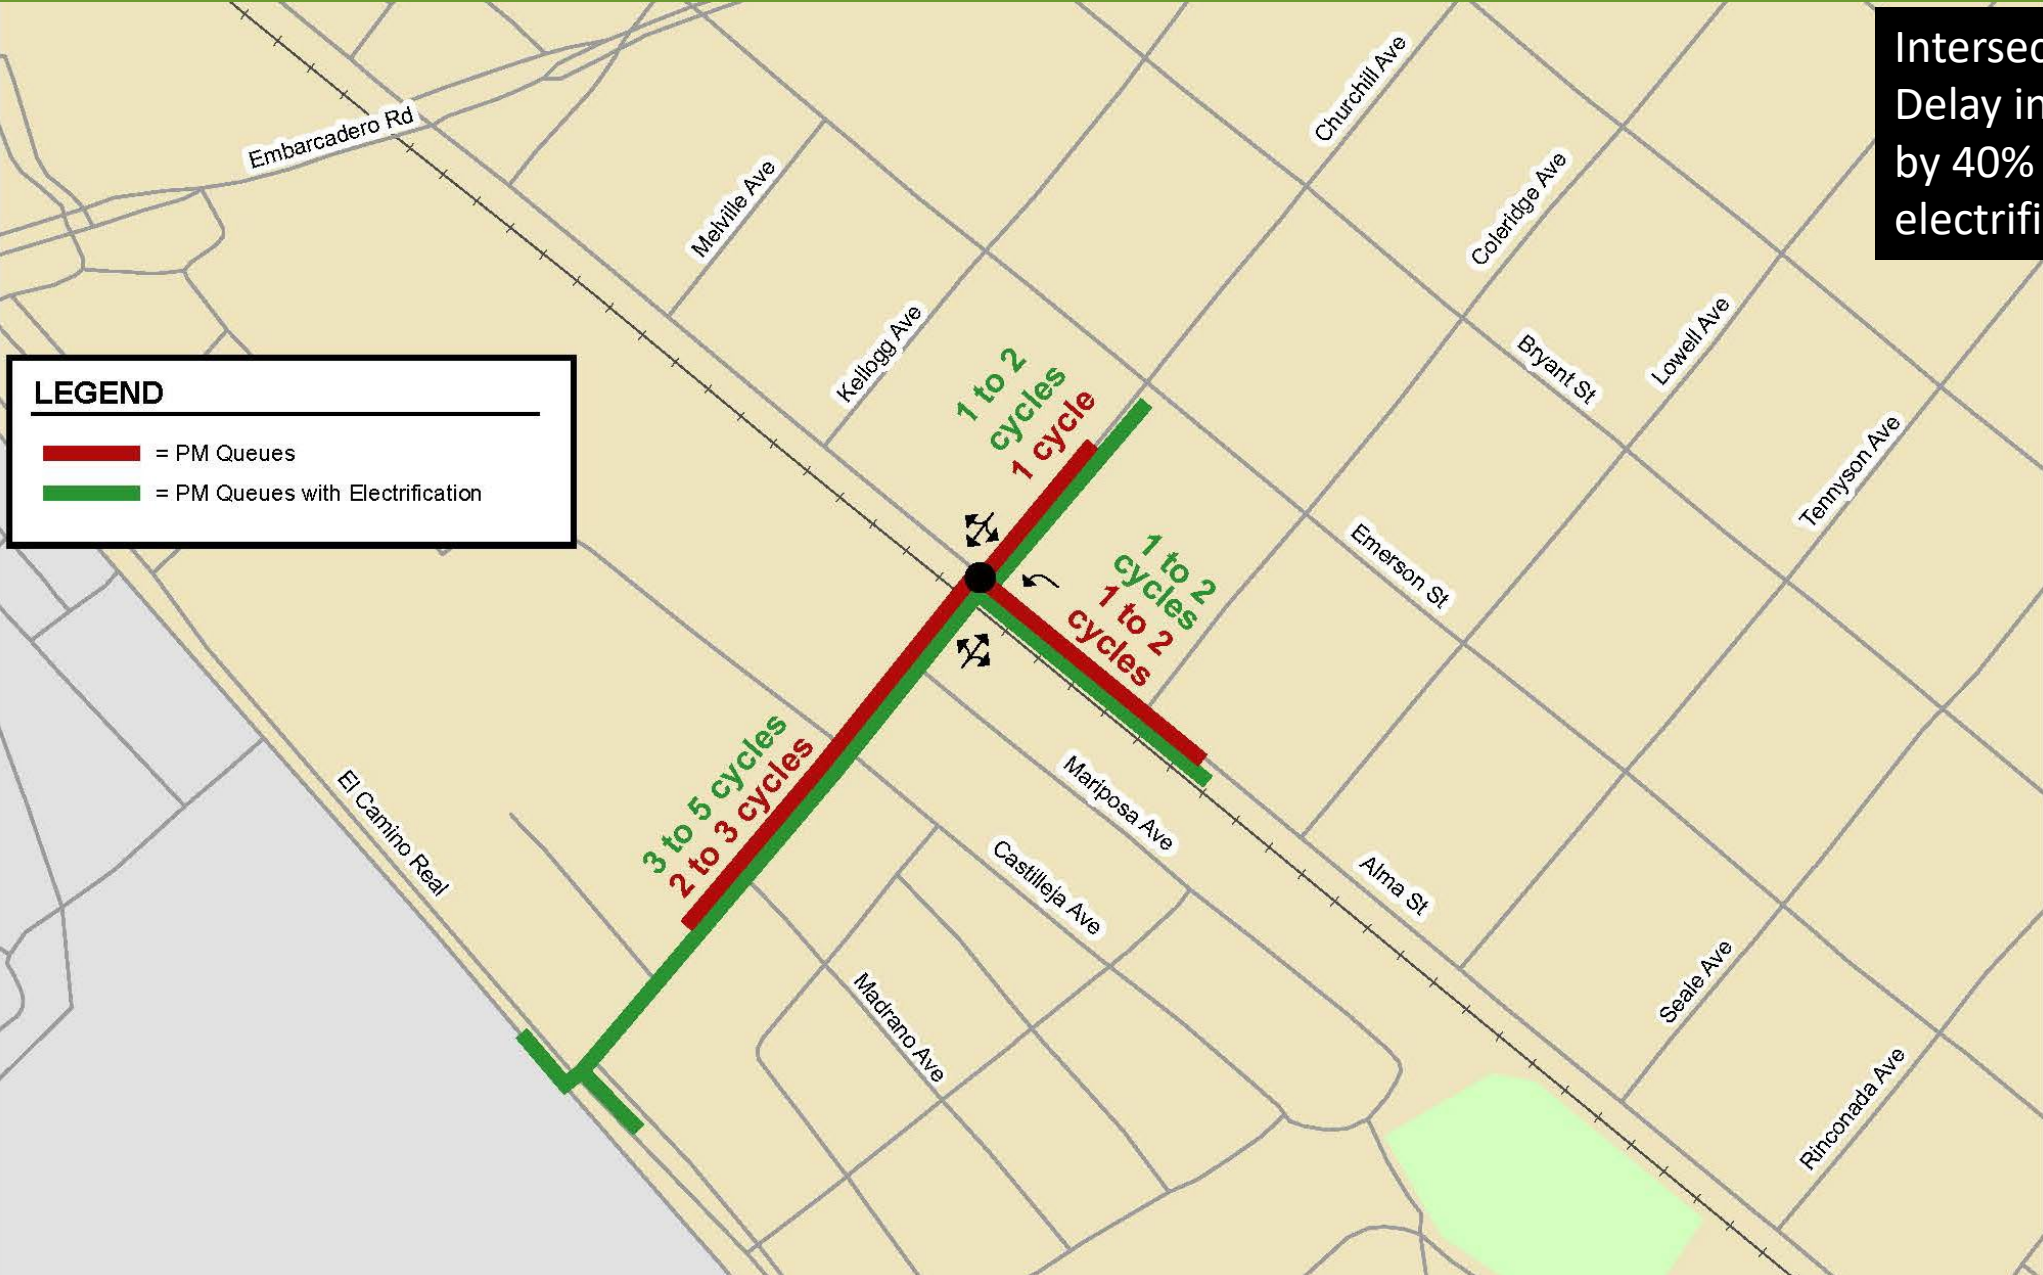 Intersec
Delay in
by 40%
electrifi
Embarcadero Rd
Churchill Ave
Melville Ave
Coleridge Ave
Kellogg Ave
Lowell Ave
Bryant St
LEGEND
= PM Queues
= PM Queues with Electrification
1 to 2
cycles
1 cycle
Tennyson Ave
Emerson St
1 to 2
cycles
1 to 2
cycles
3 to 5 cycles
2 to 3 cycles
El Camino Real
Mariposa Ave
Castilleja Ave
Alma St
Madrano Ave
Seale Ave
Rinconada Ave